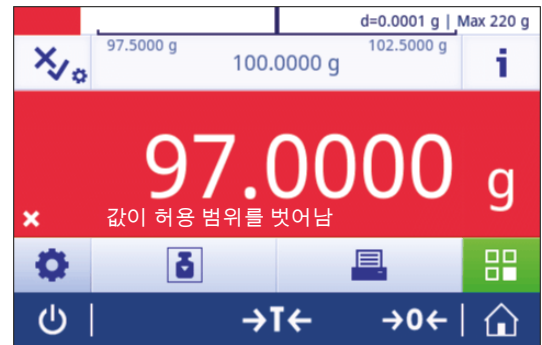 d=0.0001 g | Max 220 g
97.5000 g
102.5000 g
100.0000 g
i
97.0000 g
값이 허용 범위를 벗어남
→T← →0←